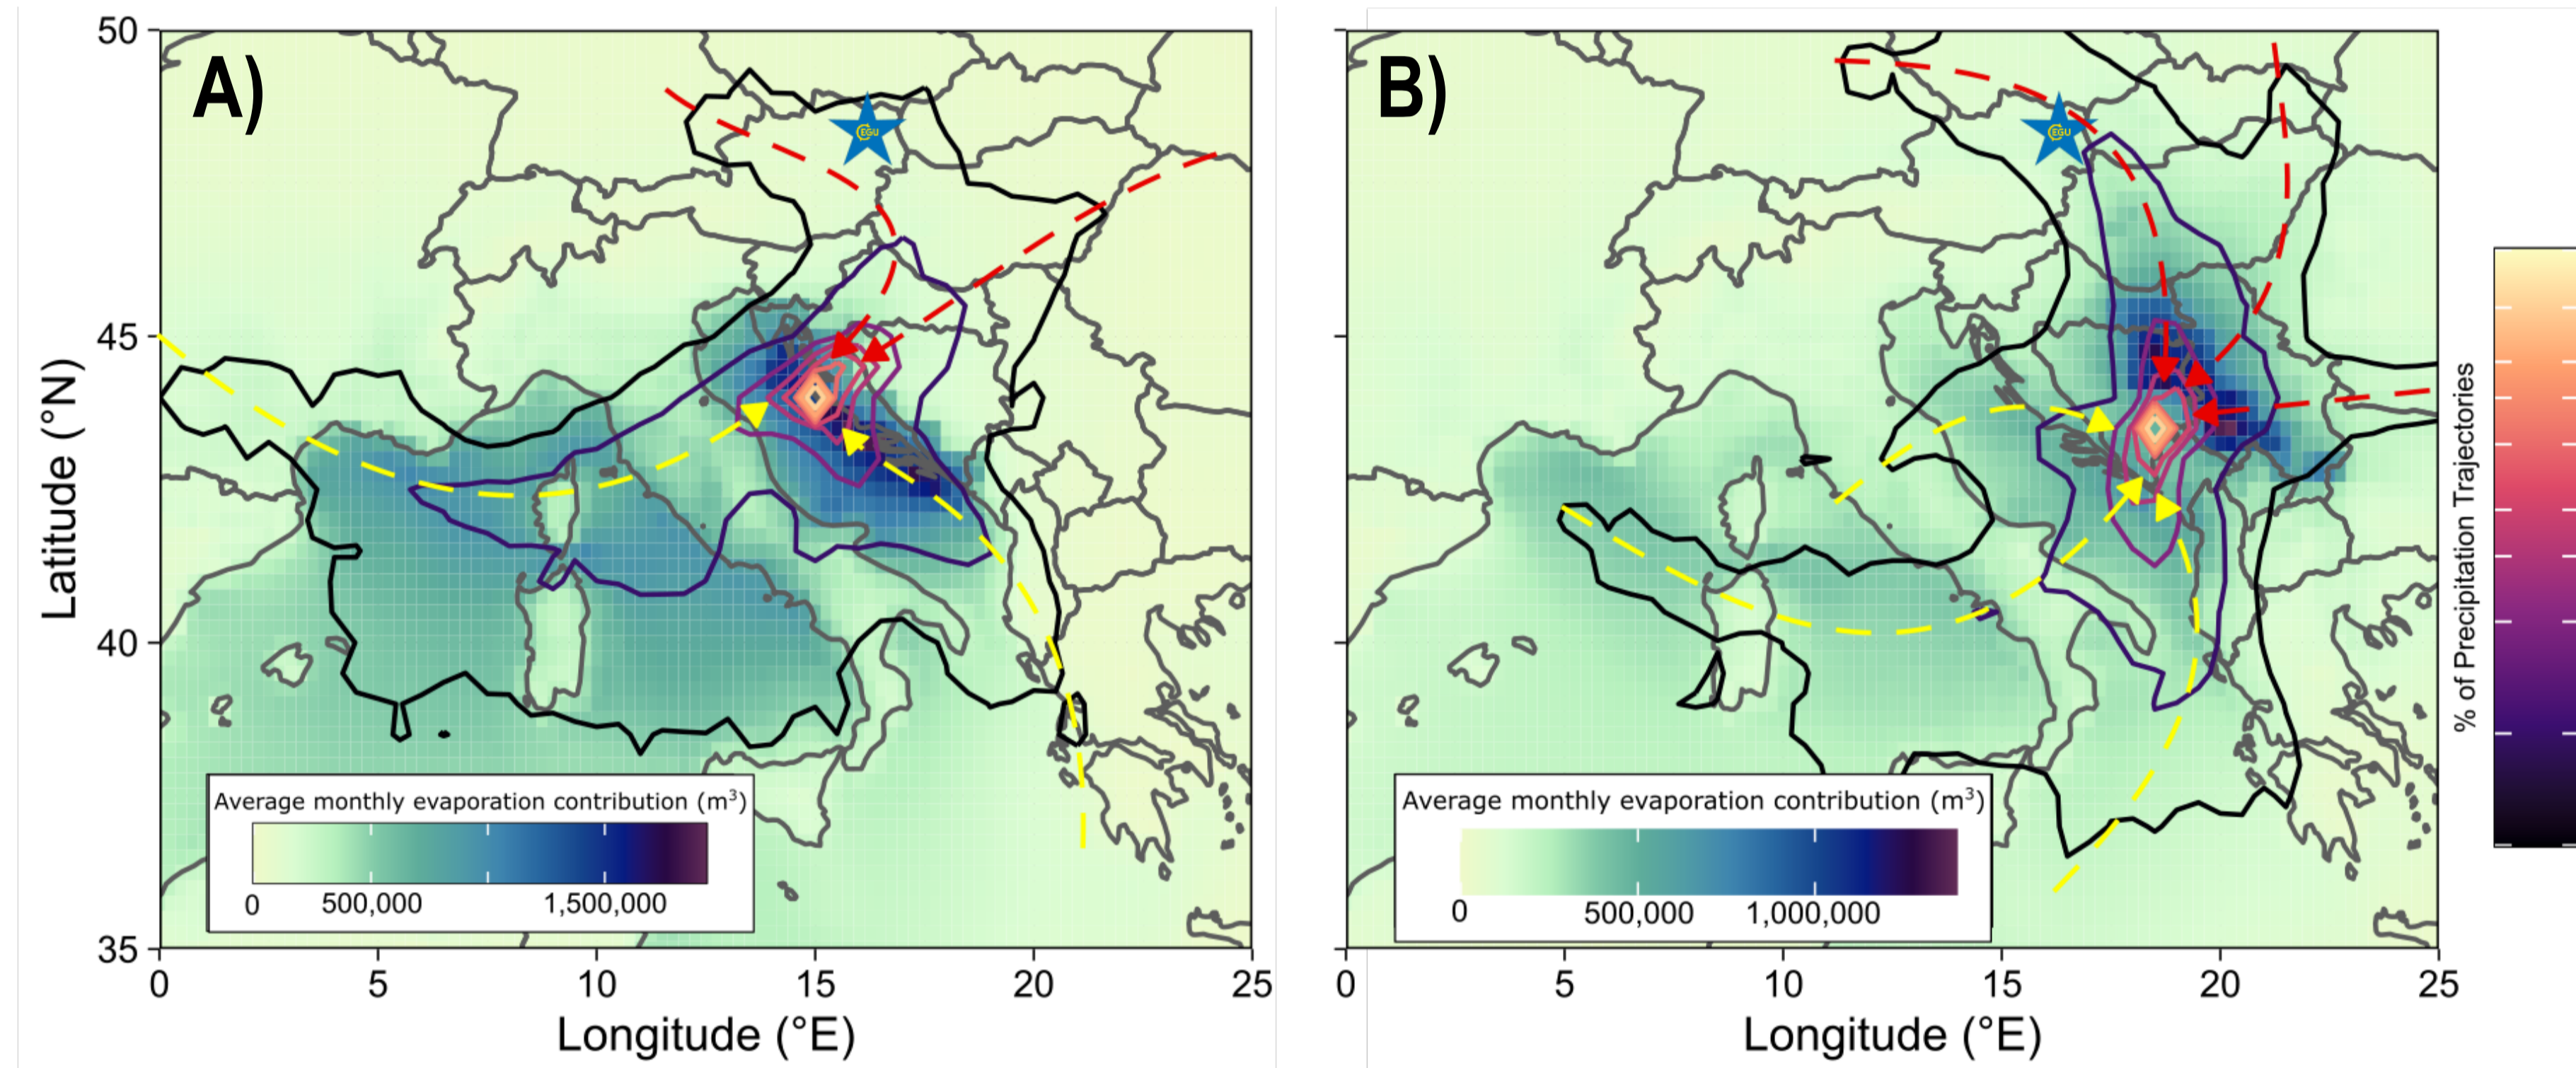 A)
B)
50
45
40
35
Latitude (°N)
EGU
EGU
% of Precipitation Trajectories
Average monthly evaporation contribution (m³)
0 500,000 1,500,000
Average monthly evaporation contribution (m³)
0 500,000 1,000,000
0 5 10 15 20 25
0 5 10 15 20 25
Longitude (°E)
Longitude (°E)